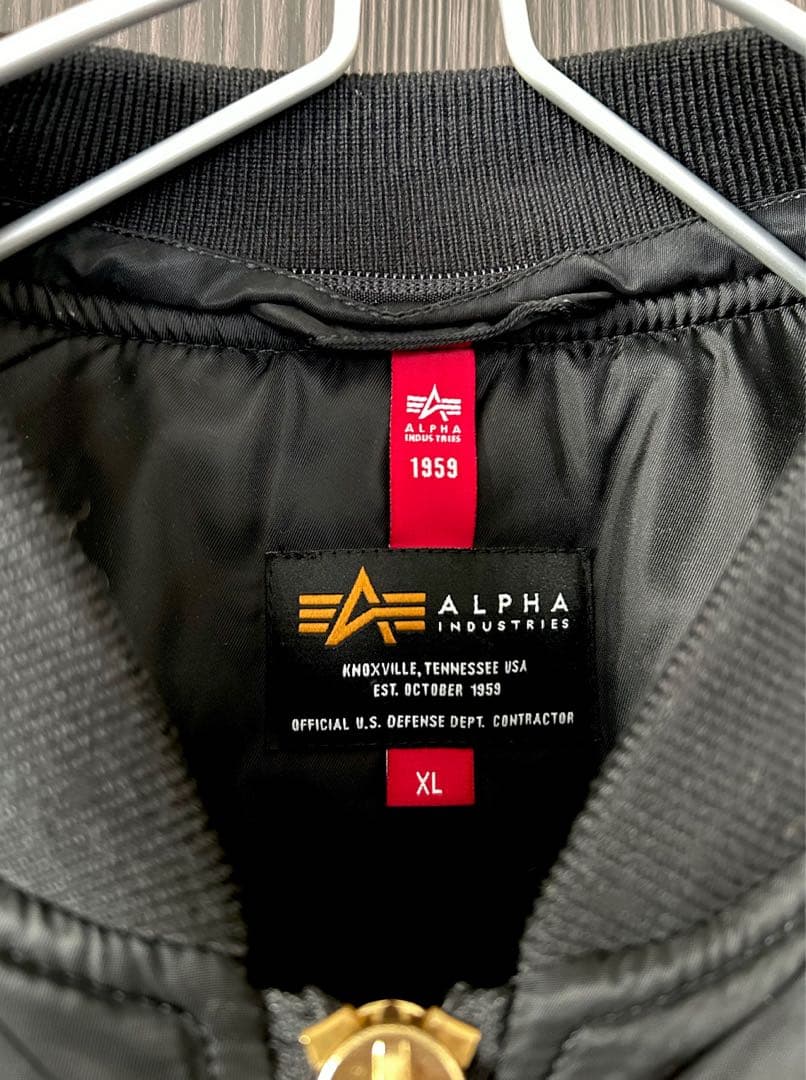 ALPHA
INDUSTRIES
1959
ALPHA
INDUSTRIES
KNOXVILLE, TENNESSEE USA
EST. OCTOBER 1959
OFFICIAL U.S. DEFENSE DEPT. CONTRACTOR
XL